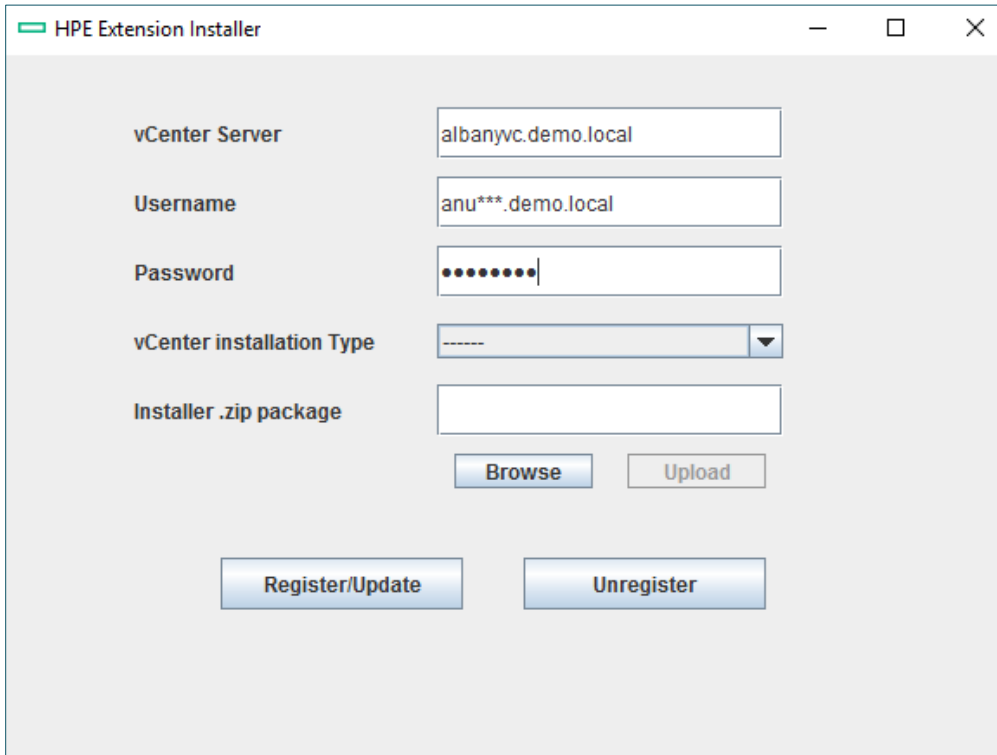 HPE Extension Installer
vCenter Server albanyvc.demo.local
Username anu***.demo.local
Password ••••••••
vCenter installation Type ------
Installer .zip package
Browse Upload
Register/Update Unregister